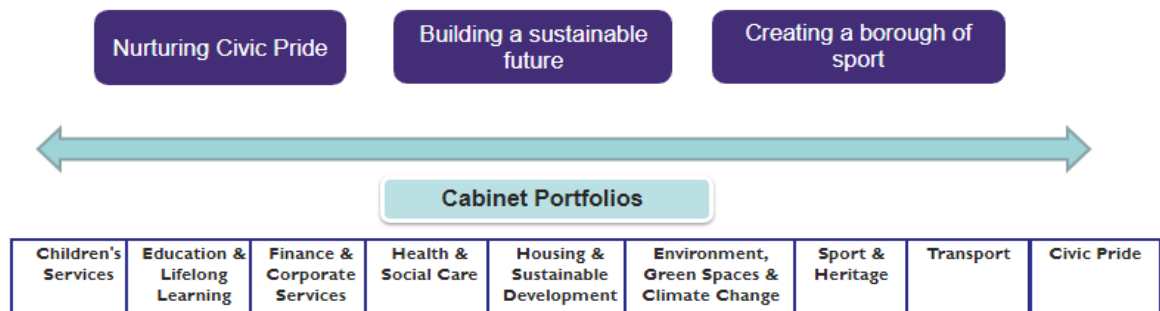 Nurturing Civic Pride
Building a sustainable
future
Creating a borough of
sport
Cabinet Portfolios
Children's
Services
Education &
Lifelong
Learning
Finance &
Corporate
Services
Health &
Social Care
Housing &
Sustainable
Development
Environment,
Green Spaces &
Climate Change
Sport &
Heritage
Transport
Civic Pride